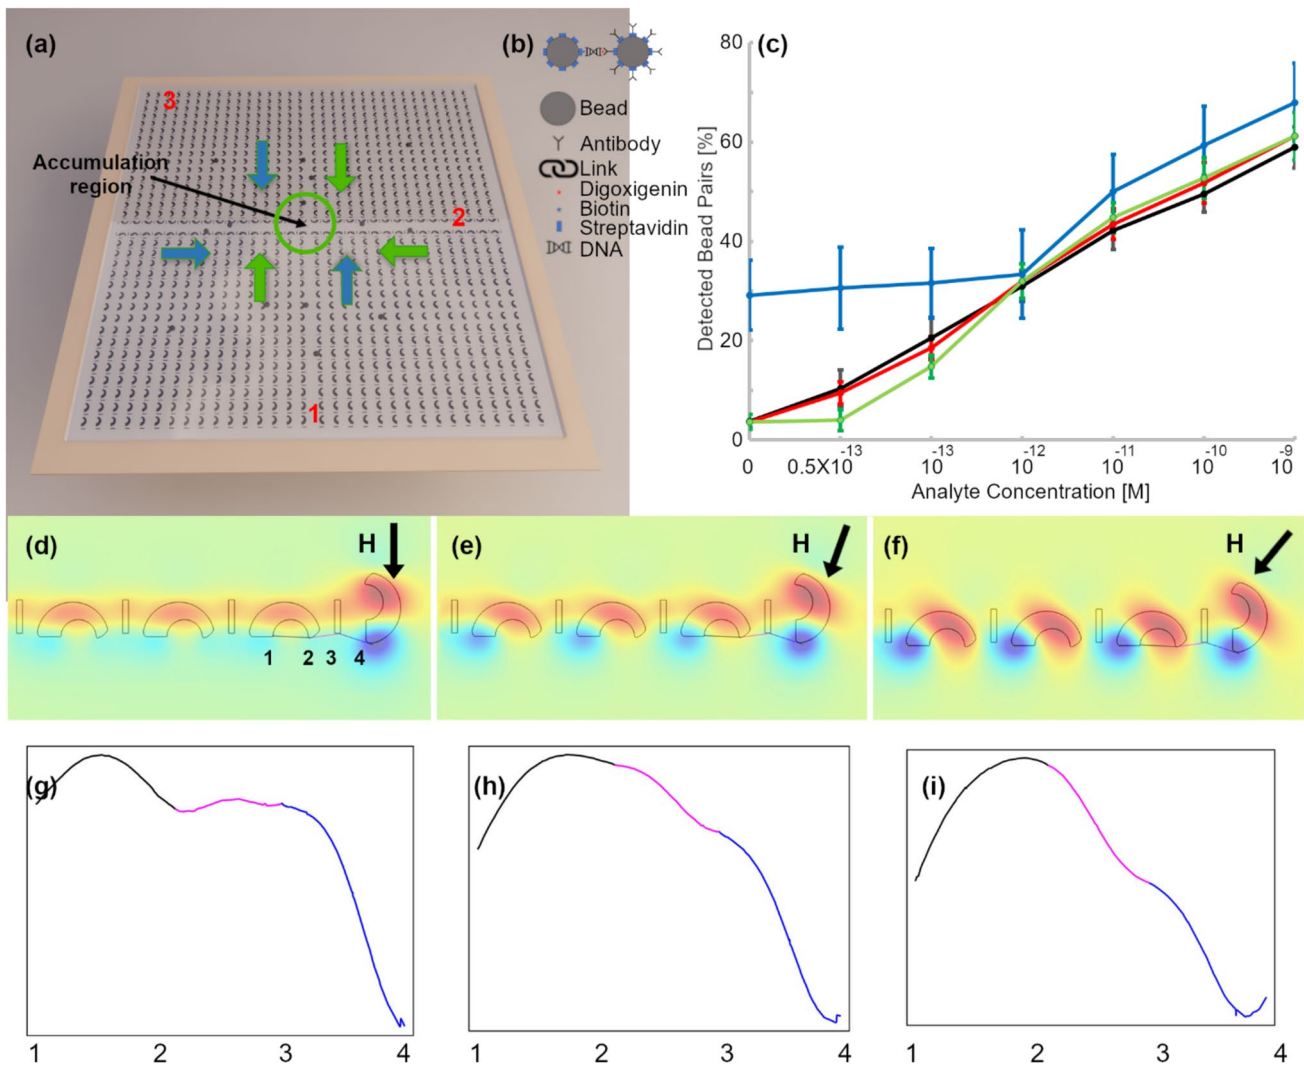 (a)
3
Accumulation
region
2
1
(b)
Bead
Antibody
Link
Digoxigenin
Biotin
Streptavidin
DNA
(c)
Detected Bead Pairs [%]
80
60
40
20
0
0 0.5X10-13 10-13 10-12 10-11 10-10 10-9
Analyte Concentration [M]
(d) H
1 2 3 4
(e) H
(f) H
(g)
1 2 3 4
(h)
1 2 3 4
(i)
1 2 3 4